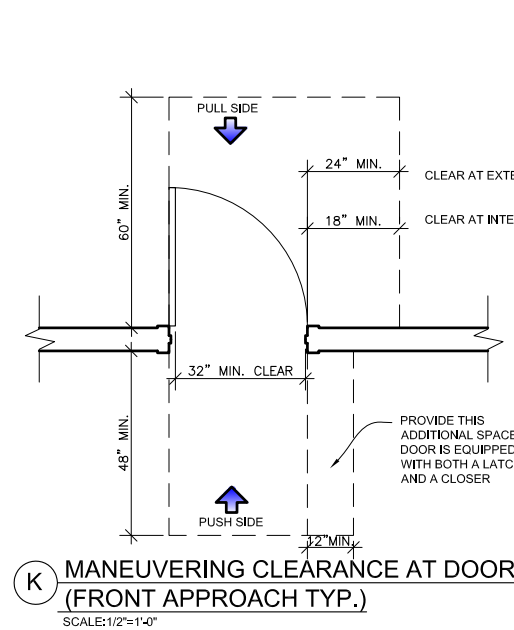 PULL SIDE
24" MIN.
CLEAR AT EXTE
18" MIN.
CLEAR AT INTE
60" MIN.
32" MIN. CLEAR
48" MIN.
PROVIDE THIS
ADDITIONAL SPACE
DOOR IS EQUIPPED
WITH BOTH A LATC
AND A CLOSER
PUSH SIDE
12"MIN.
K
MANEUVERING CLEARANCE AT DOOR
(FRONT APPROACH TYP.)
SCALE:1/2"=1'-0"